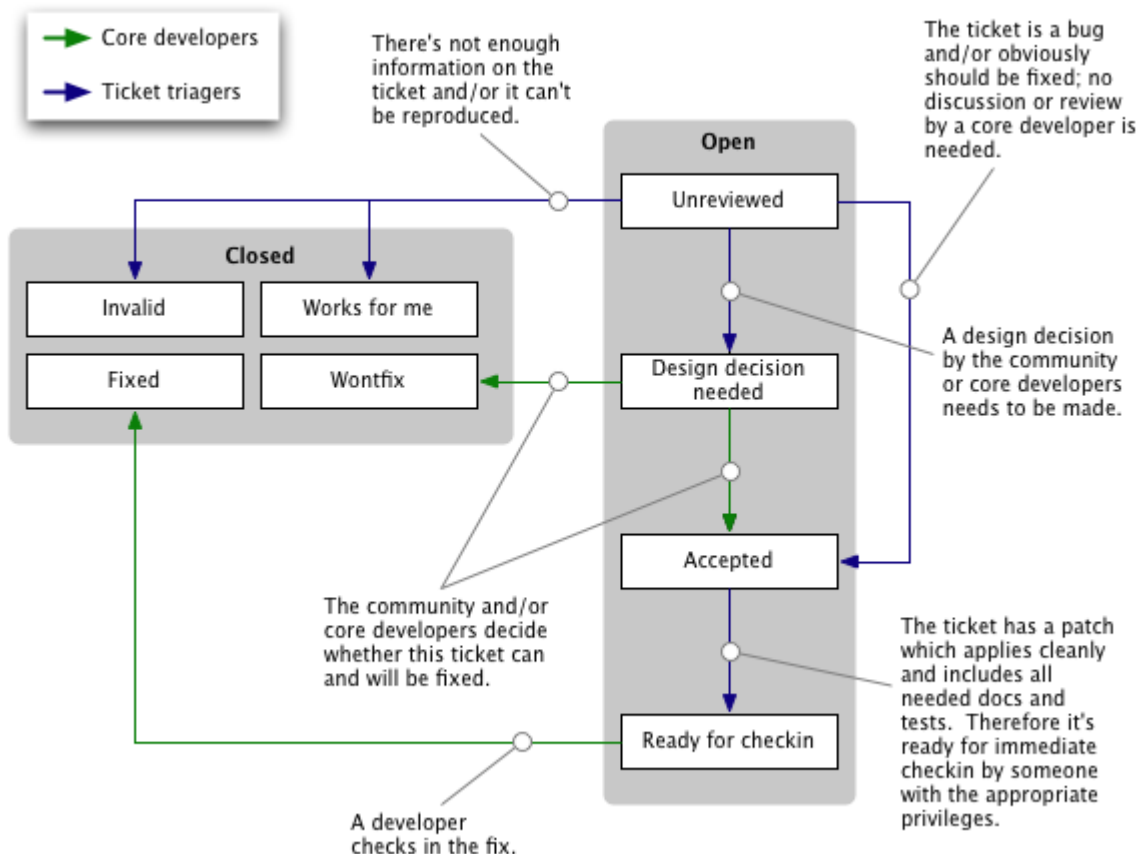 Core developers
Ticket triagers
There's not enough
information on the
ticket and/or it can't
be reproduced.
The ticket is a bug
and/or obviously
should be fixed; no
discussion or review
by a core developer is
needed.
Open
Unreviewed
Closed
Invalid
Works for me
Fixed
Wontfix
Design decision
needed
A design decision
by the community
or core developers
needs to be made.
Accepted
The community and/or
core developers decide
whether this ticket can
and will be fixed.
The ticket has a patch
which applies cleanly
and includes all
needed docs and
tests. Therefore it's
ready for immediate
checkin by someone
with the appropriate
privileges.
Ready for checkin
A developer
checks in the fix.